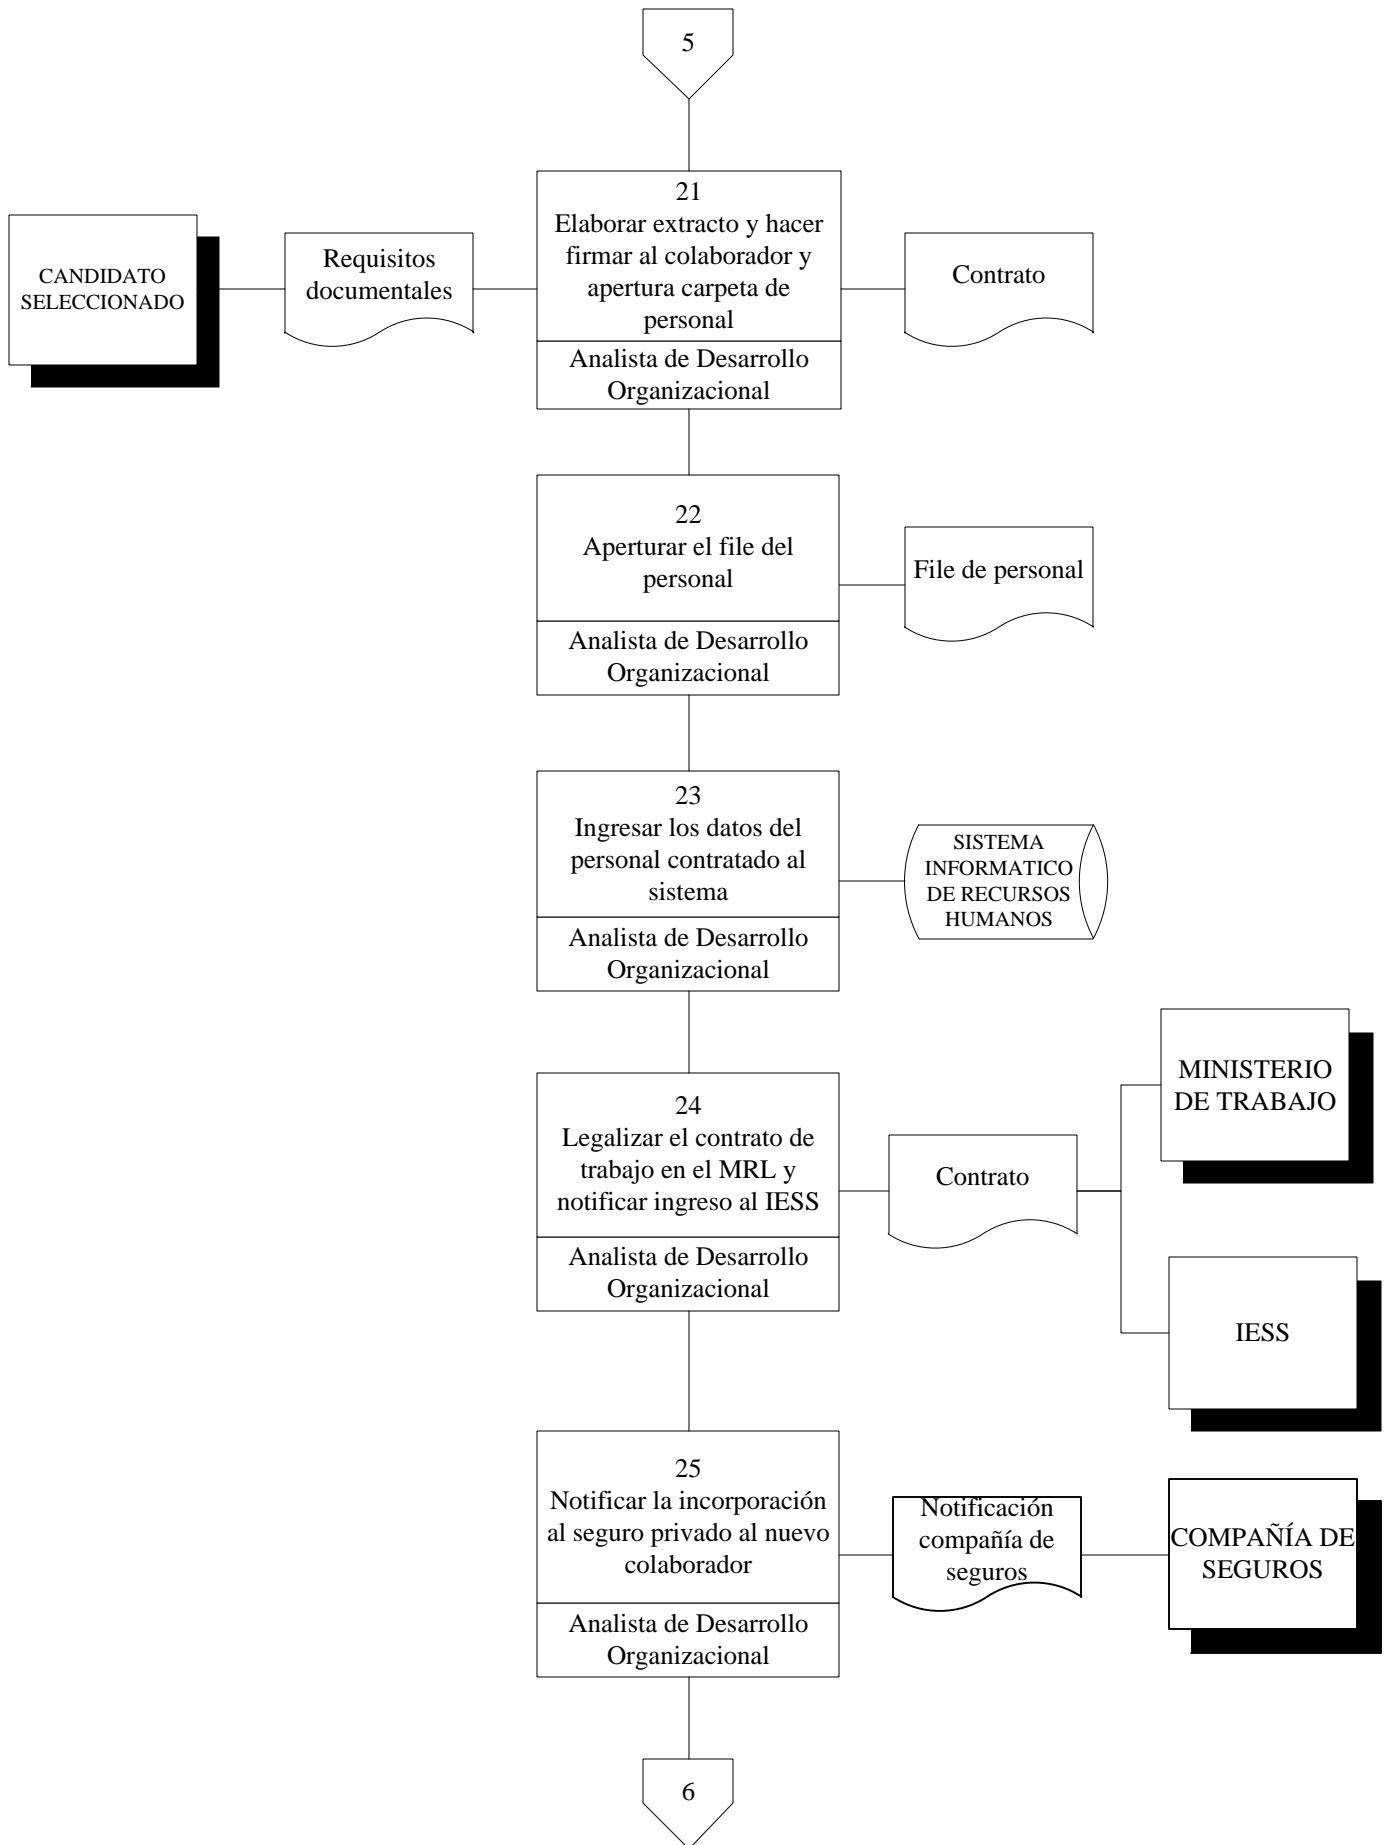 5
21
Elaborar extracto y hacer
firmar al colaborador y
apertura carpeta de
personal
Analista de Desarrollo
Organizacional
CANDIDATO
SELECCIONADO
Requisitos
documentales
Contrato
22
Aperturar el file del
personal
Analista de Desarrollo
Organizacional
File de personal
23
Ingresar los datos del
personal contratado al
sistema
Analista de Desarrollo
Organizacional
SISTEMA
INFORMATICO
DE RECURSOS
HUMANOS
24
Legalizar el contrato de
trabajo en el MRL y
notificar ingreso al IESS
Analista de Desarrollo
Organizacional
Contrato
MINISTERIO
DE TRABAJO
IESS
25
Notificar la incorporación
al seguro privado al nuevo
colaborador
Analista de Desarrollo
Organizacional
Notificación
compañía de
seguros
COMPAÑÍA DE
SEGUROS
6